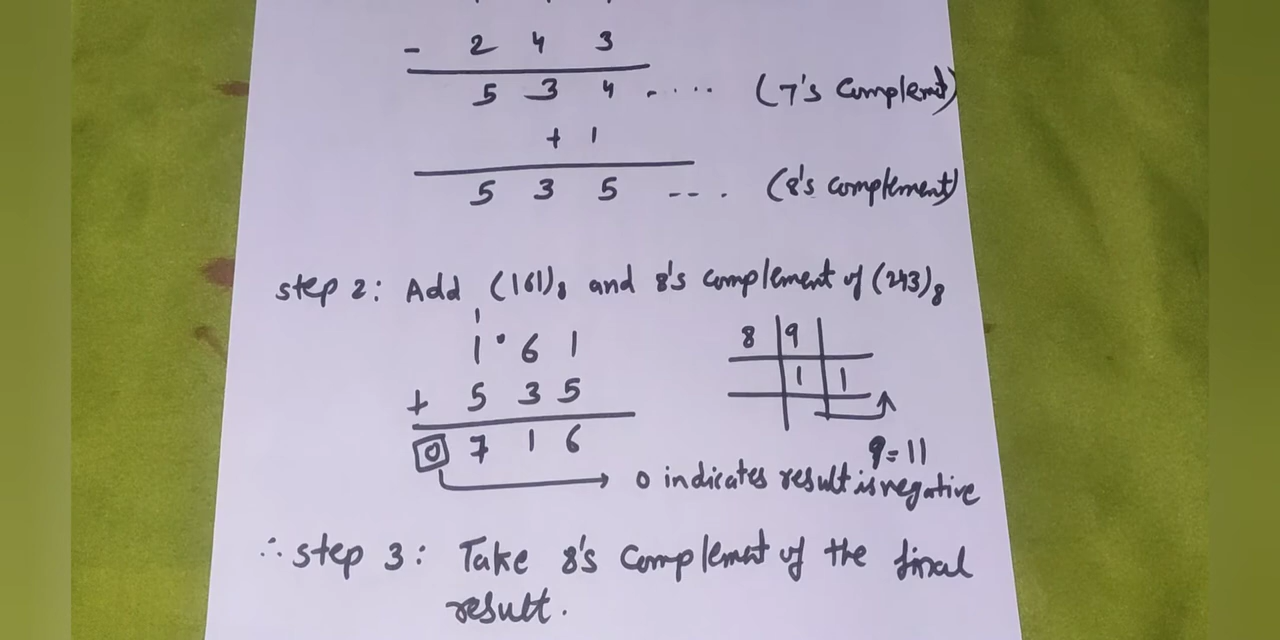 - 2 4 3
5 3 4 ..... (7's Complemt)
+ 1
5 3 5 --- . (8's complement)
step 2: Add (161)₈ and 8's complement of (243)₈
1
1 6 1
+ 5 3 5
0 7 1 6
8 9
1 1
9=11
0 indicates result is negative
∴ step 3: Take 8's Complement of the final
result.